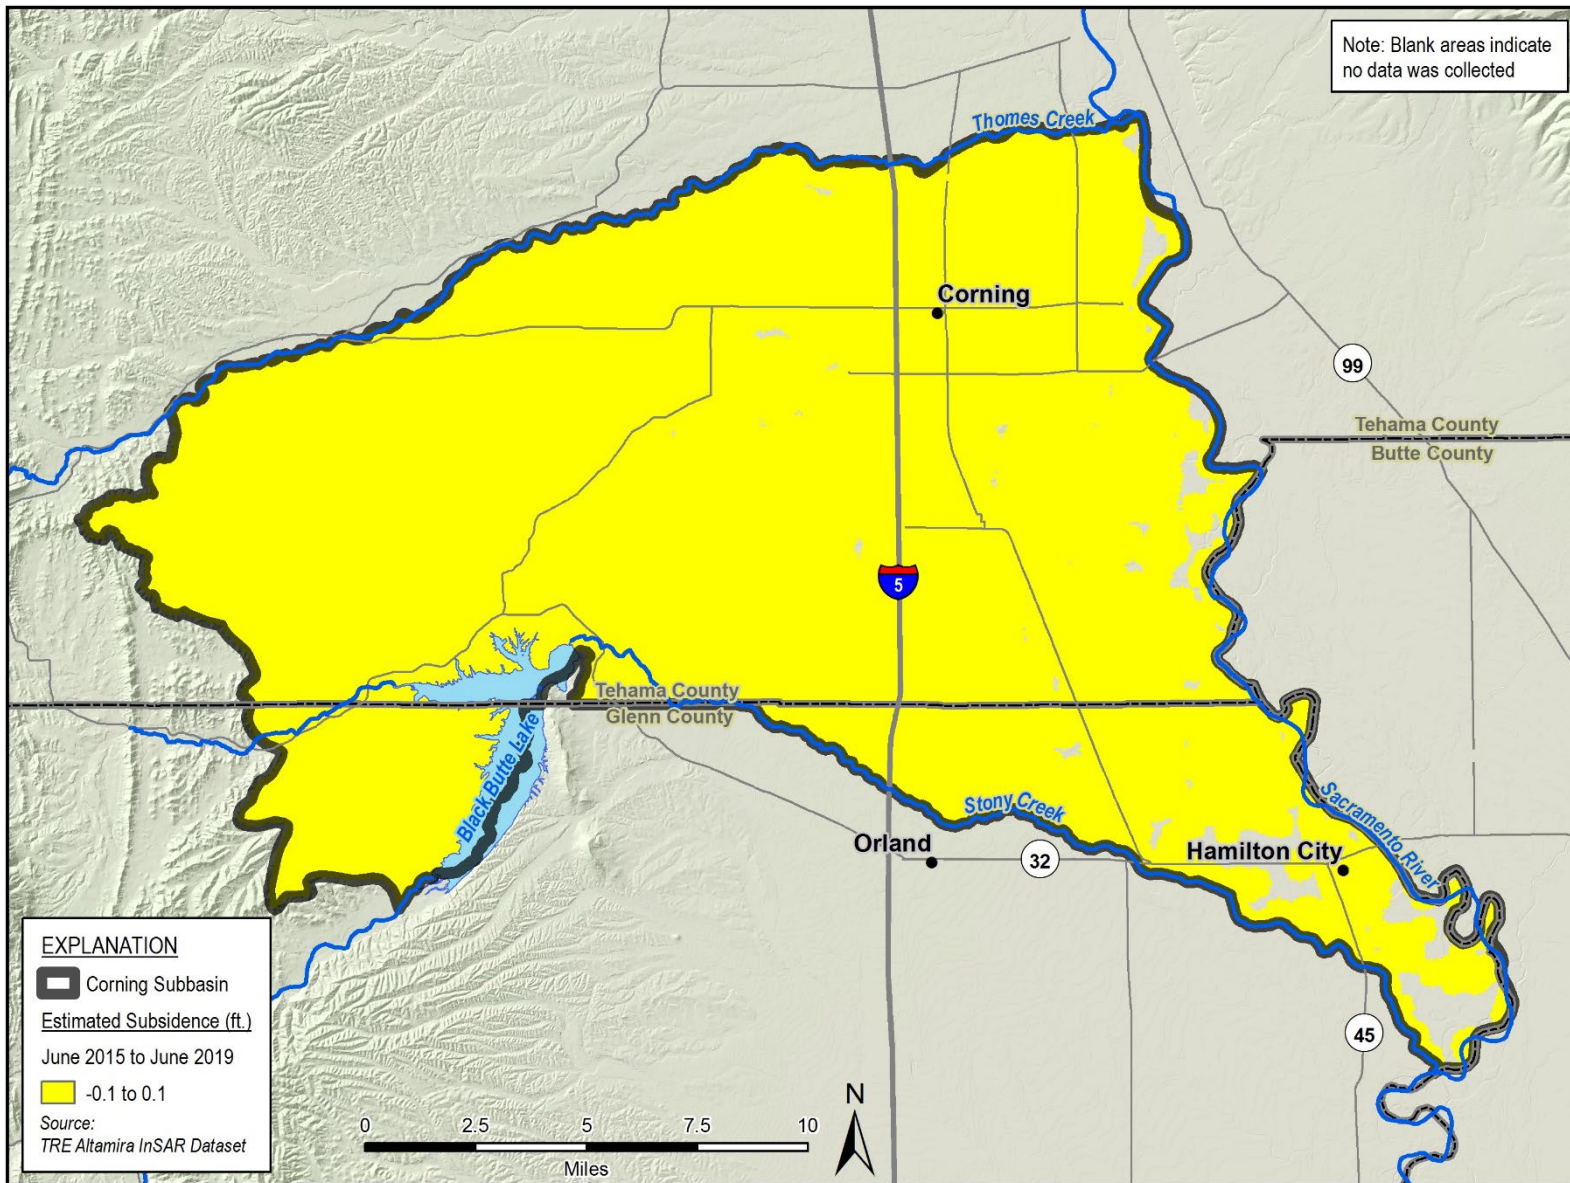 Note: Blank areas indicate
no data was collected
Thomes Creek
Corning
99
Tehama County
Butte County
5
Tehama County
Glenn County
Black Butte Lake
Stony Creek
Sacramento River
Orland
32
Hamilton City
45
EXPLANATION
Corning Subbasin
Estimated Subsidence (ft.)
June 2015 to June 2019
-0.1 to 0.1
Source:
TRE Altamira InSAR Dataset
0 2.5 5 7.5 10
Miles
N